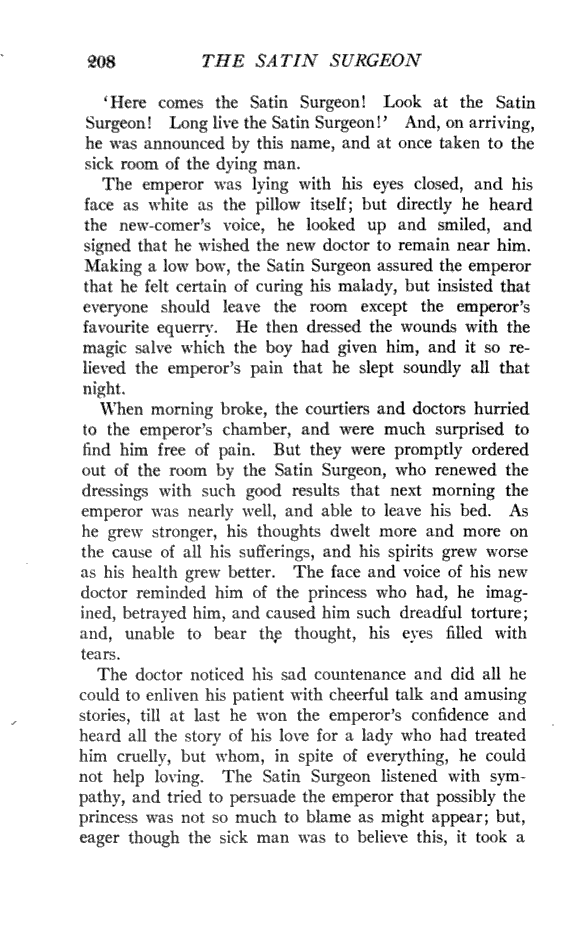 208 THE SATIN SURGEON
'Here comes the Satin Surgeon! Look at the Satin
Surgeon! Long live the Satin Surgeon!' And, on arriving,
he was announced by this name, and at once taken to the
sick room of the dying man.
The emperor was lying with his eyes closed, and his
face as white as the pillow itself; but directly he heard
the new-comer's voice, he looked up and smiled, and
signed that he wished the new doctor to remain near him.
Making a low bow, the Satin Surgeon assured the emperor
that he felt certain of curing his malady, but insisted that
everyone should leave the room except the emperor's
favourite equerry. He then dressed the wounds with the
magic salve which the boy had given him, and it so re-
lieved the emperor's pain that he slept soundly all that
night.
When morning broke, the courtiers and doctors hurried
to the emperor's chamber, and were much surprised to
find him free of pain. But they were promptly ordered
out of the room by the Satin Surgeon, who renewed the
dressings with such good results that next morning the
emperor was nearly well, and able to leave his bed. As
he grew stronger, his thoughts dwelt more and more on
the cause of all his sufferings, and his spirits grew worse
as his health grew better. The face and voice of his new
doctor reminded him of the princess who had, he imag-
ined, betrayed him, and caused him such dreadful torture;
and, unable to bear the thought, his eyes filled with
tears.
The doctor noticed his sad countenance and did all he
could to enliven his patient with cheerful talk and amusing
stories, till at last he won the emperor's confidence and
heard all the story of his love for a lady who had treated
him cruelly, but whom, in spite of everything, he could
not help loving. The Satin Surgeon listened with sym-
pathy, and tried to persuade the emperor that possibly the
princess was not so much to blame as might appear; but,
eager though the sick man was to believe this, it took a